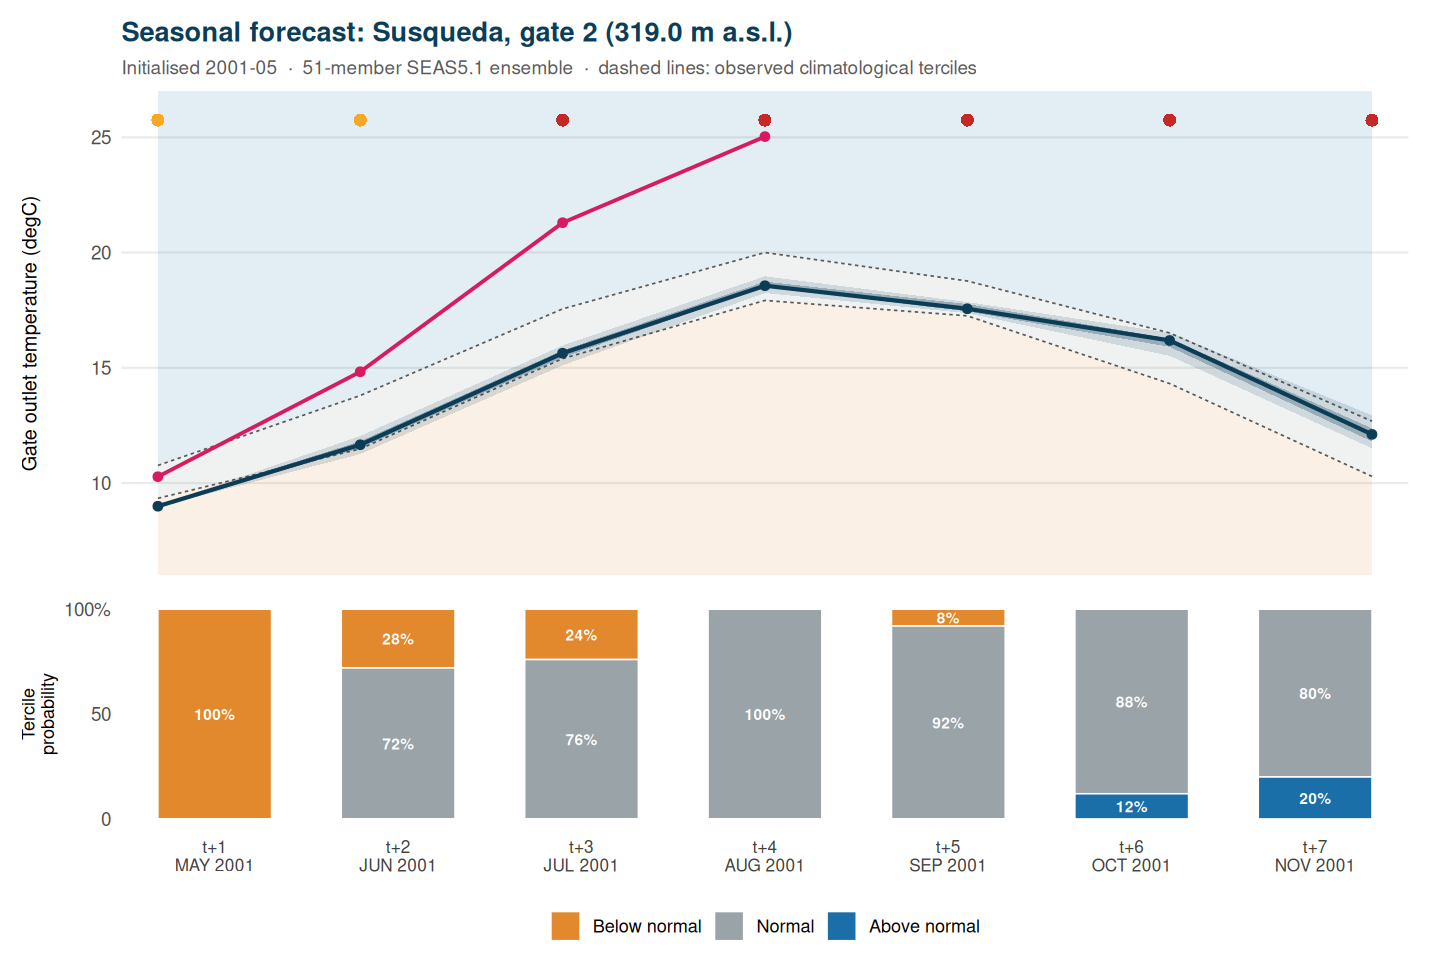 Seasonal forecast: Susqueda, gate 2 (319.0 m a.s.l.)
Initialised 2001-05 · 51-member SEAS5.1 ensemble · dashed lines: observed climatological terciles
Gate outlet temperature (degC)
25
20
15
10
Tercile
probability
100%
50
0
100%
28%
72%
24%
76%
100%
8%
92%
88%
12%
80%
20%
t+1
MAY 2001
t+2
JUN 2001
t+3
JUL 2001
t+4
AUG 2001
t+5
SEP 2001
t+6
OCT 2001
t+7
NOV 2001
Below normal
Normal
Above normal